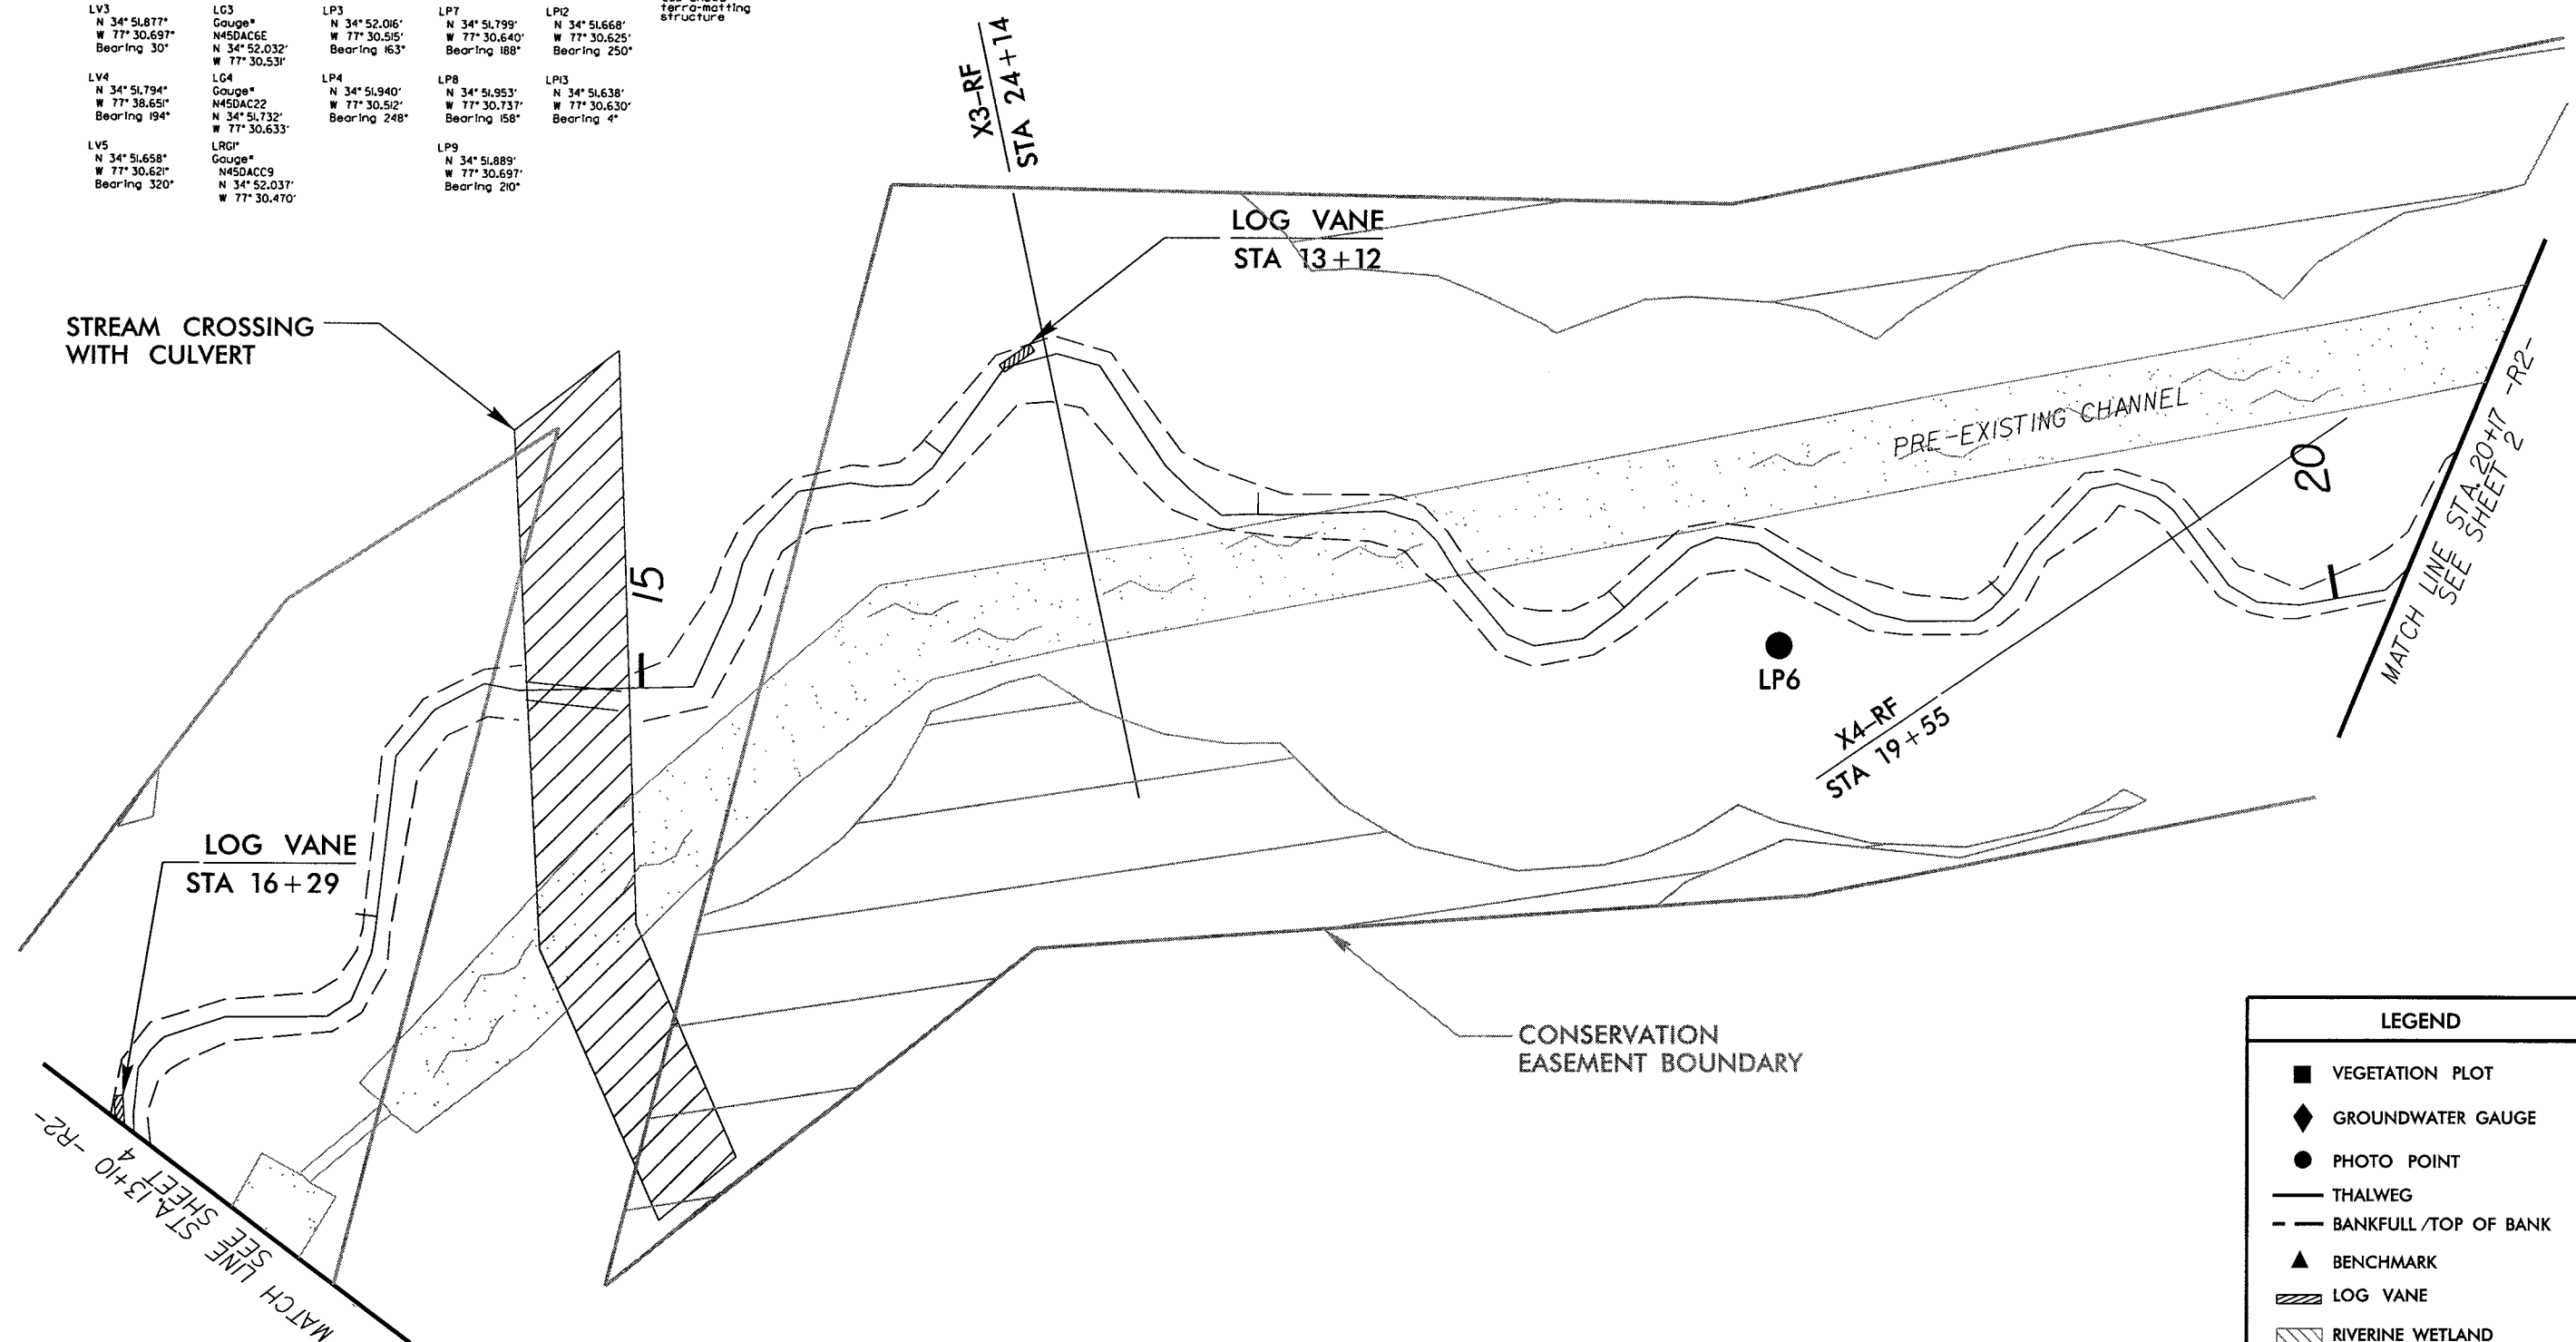 LV3
N 34° 51.877"
W 77° 30.697"
Bearing 30°
LG3
Gauge"
N45DAC6E
N 34° 52.032'
W 77° 30.531'
LP3
N 34° 52.016'
W 77° 30.515'
Bearing 163°
LP7
N 34° 51.799'
W 77° 30.640'
Bearing 188°
LP12
N 34° 51.668'
W 77° 30.625'
Bearing 250°
terra-matting
structure
LV4
N 34° 51.794"
W 77° 38.651"
Bearing 194°
LG4
Gauge"
N45DAC22
N 34° 51.732'
W 77° 30.633'
LP4
N 34° 51.940'
W 77° 30.512'
Bearing 248°
LP8
N 34° 51.953'
W 77° 30.737'
Bearing 158°
LP13
N 34° 51.638'
W 77° 30.630'
Bearing 4°
LV5
N 34° 51.658"
W 77° 30.621"
Bearing 320°
LRG1"
Gauge"
N45DACC9
N 34° 52.037'
W 77° 30.470'
LP9
N 34° 51.889'
W 77° 30.697'
Bearing 210°
X3-RF
STA 24+14
LOG VANE
STA 13+12
STREAM CROSSING
WITH CULVERT
PRE-EXISTING CHANNEL
20
MATCH LINE STA. 20+17 -R2-
SEE SHEET 2
15
LP6
X4-RF
STA 19+55
LOG VANE
STA 16+29
CONSERVATION
EASEMENT BOUNDARY
MATCH LINE STA. 13+10 -R2-
SEE SHEET 4
LEGEND
VEGETATION PLOT
GROUNDWATER GAUGE
PHOTO POINT
THALWEG
BANKFULL/TOP OF BANK
BENCHMARK
LOG VANE
RIVERINE WETLAND